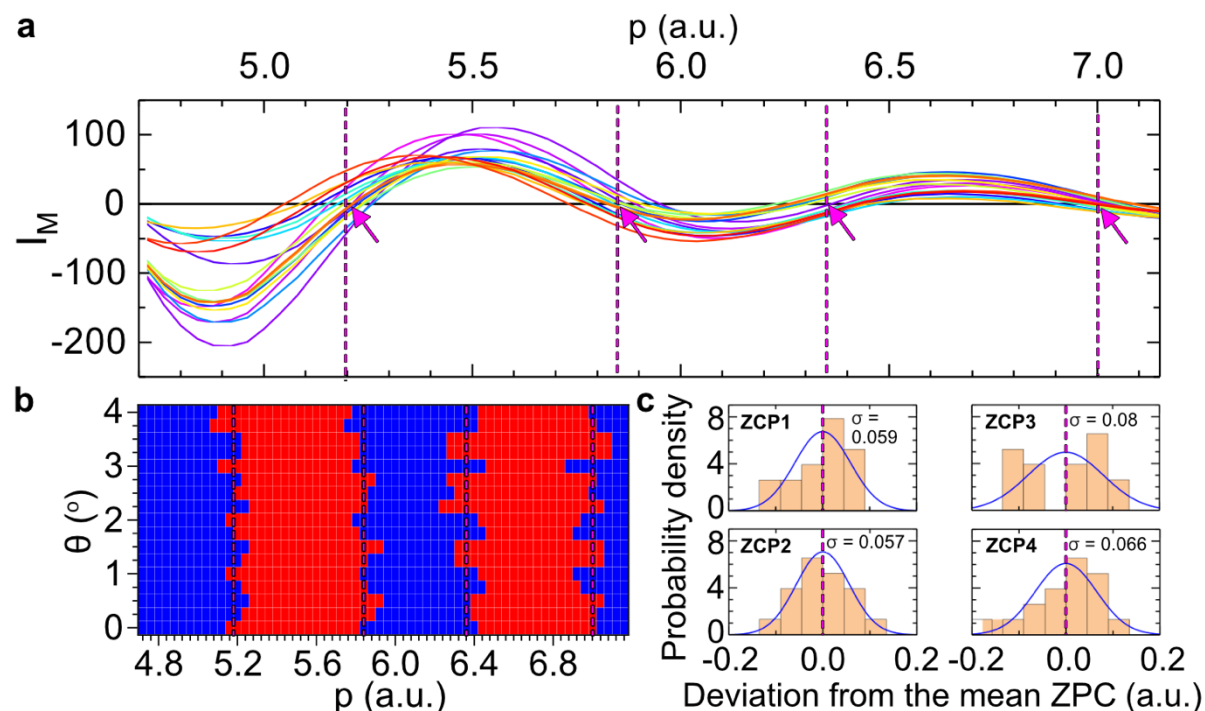 a
p (a.u.)
5.0 5.5 6.0 6.5 7.0
I_M
100
0
-100
-200
b
θ (°)
4
3
2
1
0
4.8 5.2 5.6 6.0 6.4 6.8
p (a.u.)
c
Probability density
8
4
0
ZCP1
σ =
0.059
ZCP3
σ = 0.08
8
4
0
ZCP2
σ = 0.057
ZCP4
σ = 0.066
-0.2 0.0 0.2
-0.2 0.0 0.2
Deviation from the mean ZPC (a.u.)